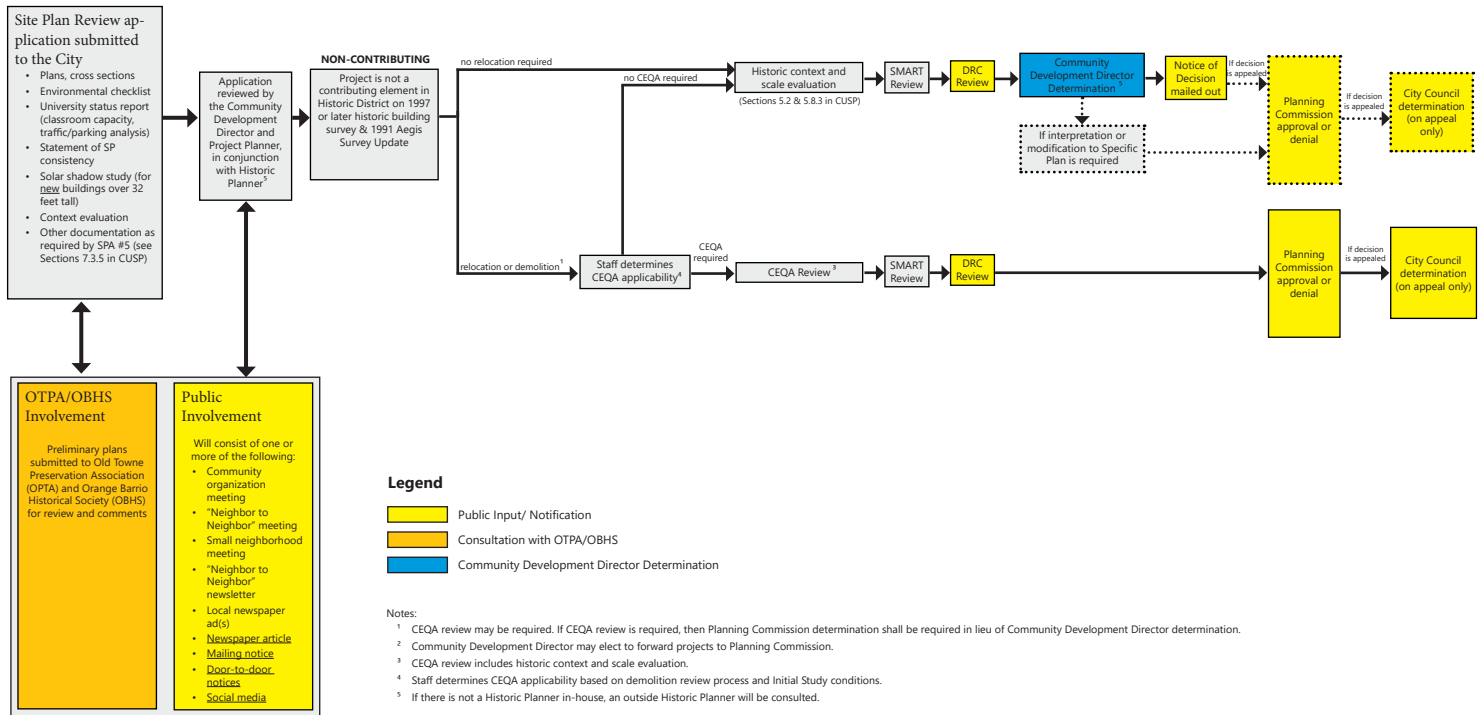 Site Plan Review ap-
plication submitted
to the City
• Plans, cross sections
• Environmental checklist
• University status report
(classroom capacity,
traffic/parking analysis)
• Statement of SP
consistency
• Solar shadow study (for
new buildings over 32
feet tall)
• Context evaluation
• Other documentation as
required by SPA #5 (see
Sections 7.3.5 in CUSP)
Application
reviewed by
the Community
Development
Director and
Project Planner,
in conjunction
with Historic
Planner⁵
NON-CONTRIBUTING
Project is not a
contributing element in
Historic District on 1997
or later historic building
survey & 1991 Aegis
Survey Update
no relocation required
no CEQA required
Historic context and
scale evaluation
(Sections 5.2 & 5.8.3 in CUSP)
SMART
Review
DRC
Review
Community
Development Director
Determination ⁵
If interpretation or
modification to Specific
Plan is required
Notice of
Decision
mailed out
If decision
is appealed
Planning
Commission
approval or
denial
If decision
is appealed
City Council
determination
(on appeal
only)
relocation or demolition¹
Staff determines
CEQA applicability⁴
CEQA
required
CEQA Review ³
SMART
Review
DRC
Review
Planning
Commission
approval or
denial
If decision
is appealed
City Council
determination
(on appeal only)
OTPA/OBHS
Involvement
Preliminary plans
submitted to Old Towne
Preservation Association
(OPTA) and Orange Barrio
Historical Society (OBHS)
for review and comments
Public
Involvement
Will consist of one or
more of the following:
• Community
organization
meeting
• "Neighbor to
Neighbor" meeting
• Small neighborhood
meeting
• "Neighbor to
Neighbor"
newsletter
• Local newspaper
ad(s)
• Newspaper article
• Mailing notice
• Door-to-door
notices
• Social media
Legend
Public Input/ Notification
Consultation with OTPA/OBHS
Community Development Director Determination
Notes:
¹ CEQA review may be required. If CEQA review is required, then Planning Commission determination shall be required in lieu of Community Development Director determination.
² Community Development Director may elect to forward projects to Planning Commission.
³ CEQA review includes historic context and scale evaluation.
⁴ Staff determines CEQA applicability based on demolition review process and Initial Study conditions.
⁵ If there is not a Historic Planner in-house, an outside Historic Planner will be consulted.